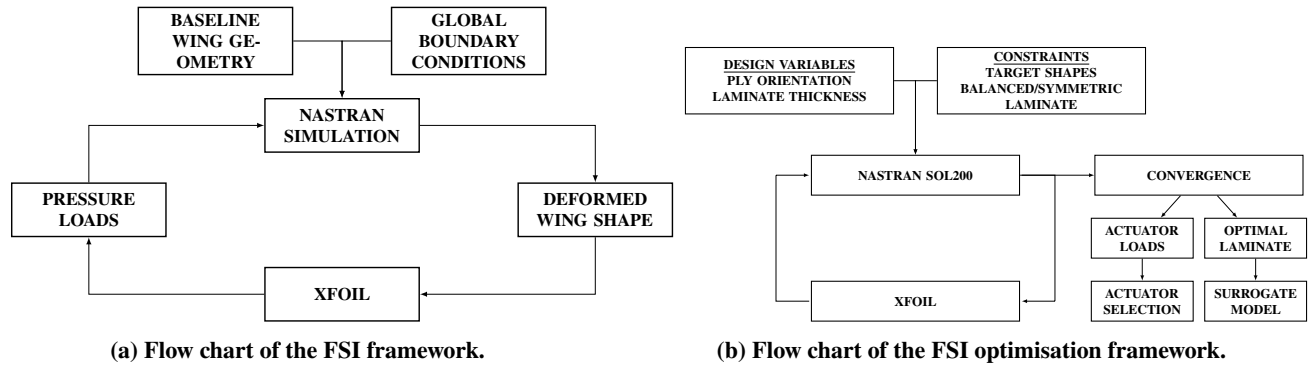 BASELINE
WING GE-
OMETRY
GLOBAL
BOUNDARY
CONDITIONS
NASTRAN
SIMULATION
PRESSURE
LOADS
DEFORMED
WING SHAPE
XFOIL
(a) Flow chart of the FSI framework.
DESIGN VARIABLES
PLY ORIENTATION
LAMINATE THICKNESS
CONSTRAINTS
TARGET SHAPES
BALANCED/SYMMETRIC
LAMINATE
NASTRAN SOL200
CONVERGENCE
ACTUATOR
LOADS
OPTIMAL
LAMINATE
XFOIL
ACTUATOR
SELECTION
SURROGATE
MODEL
(b) Flow chart of the FSI optimisation framework.